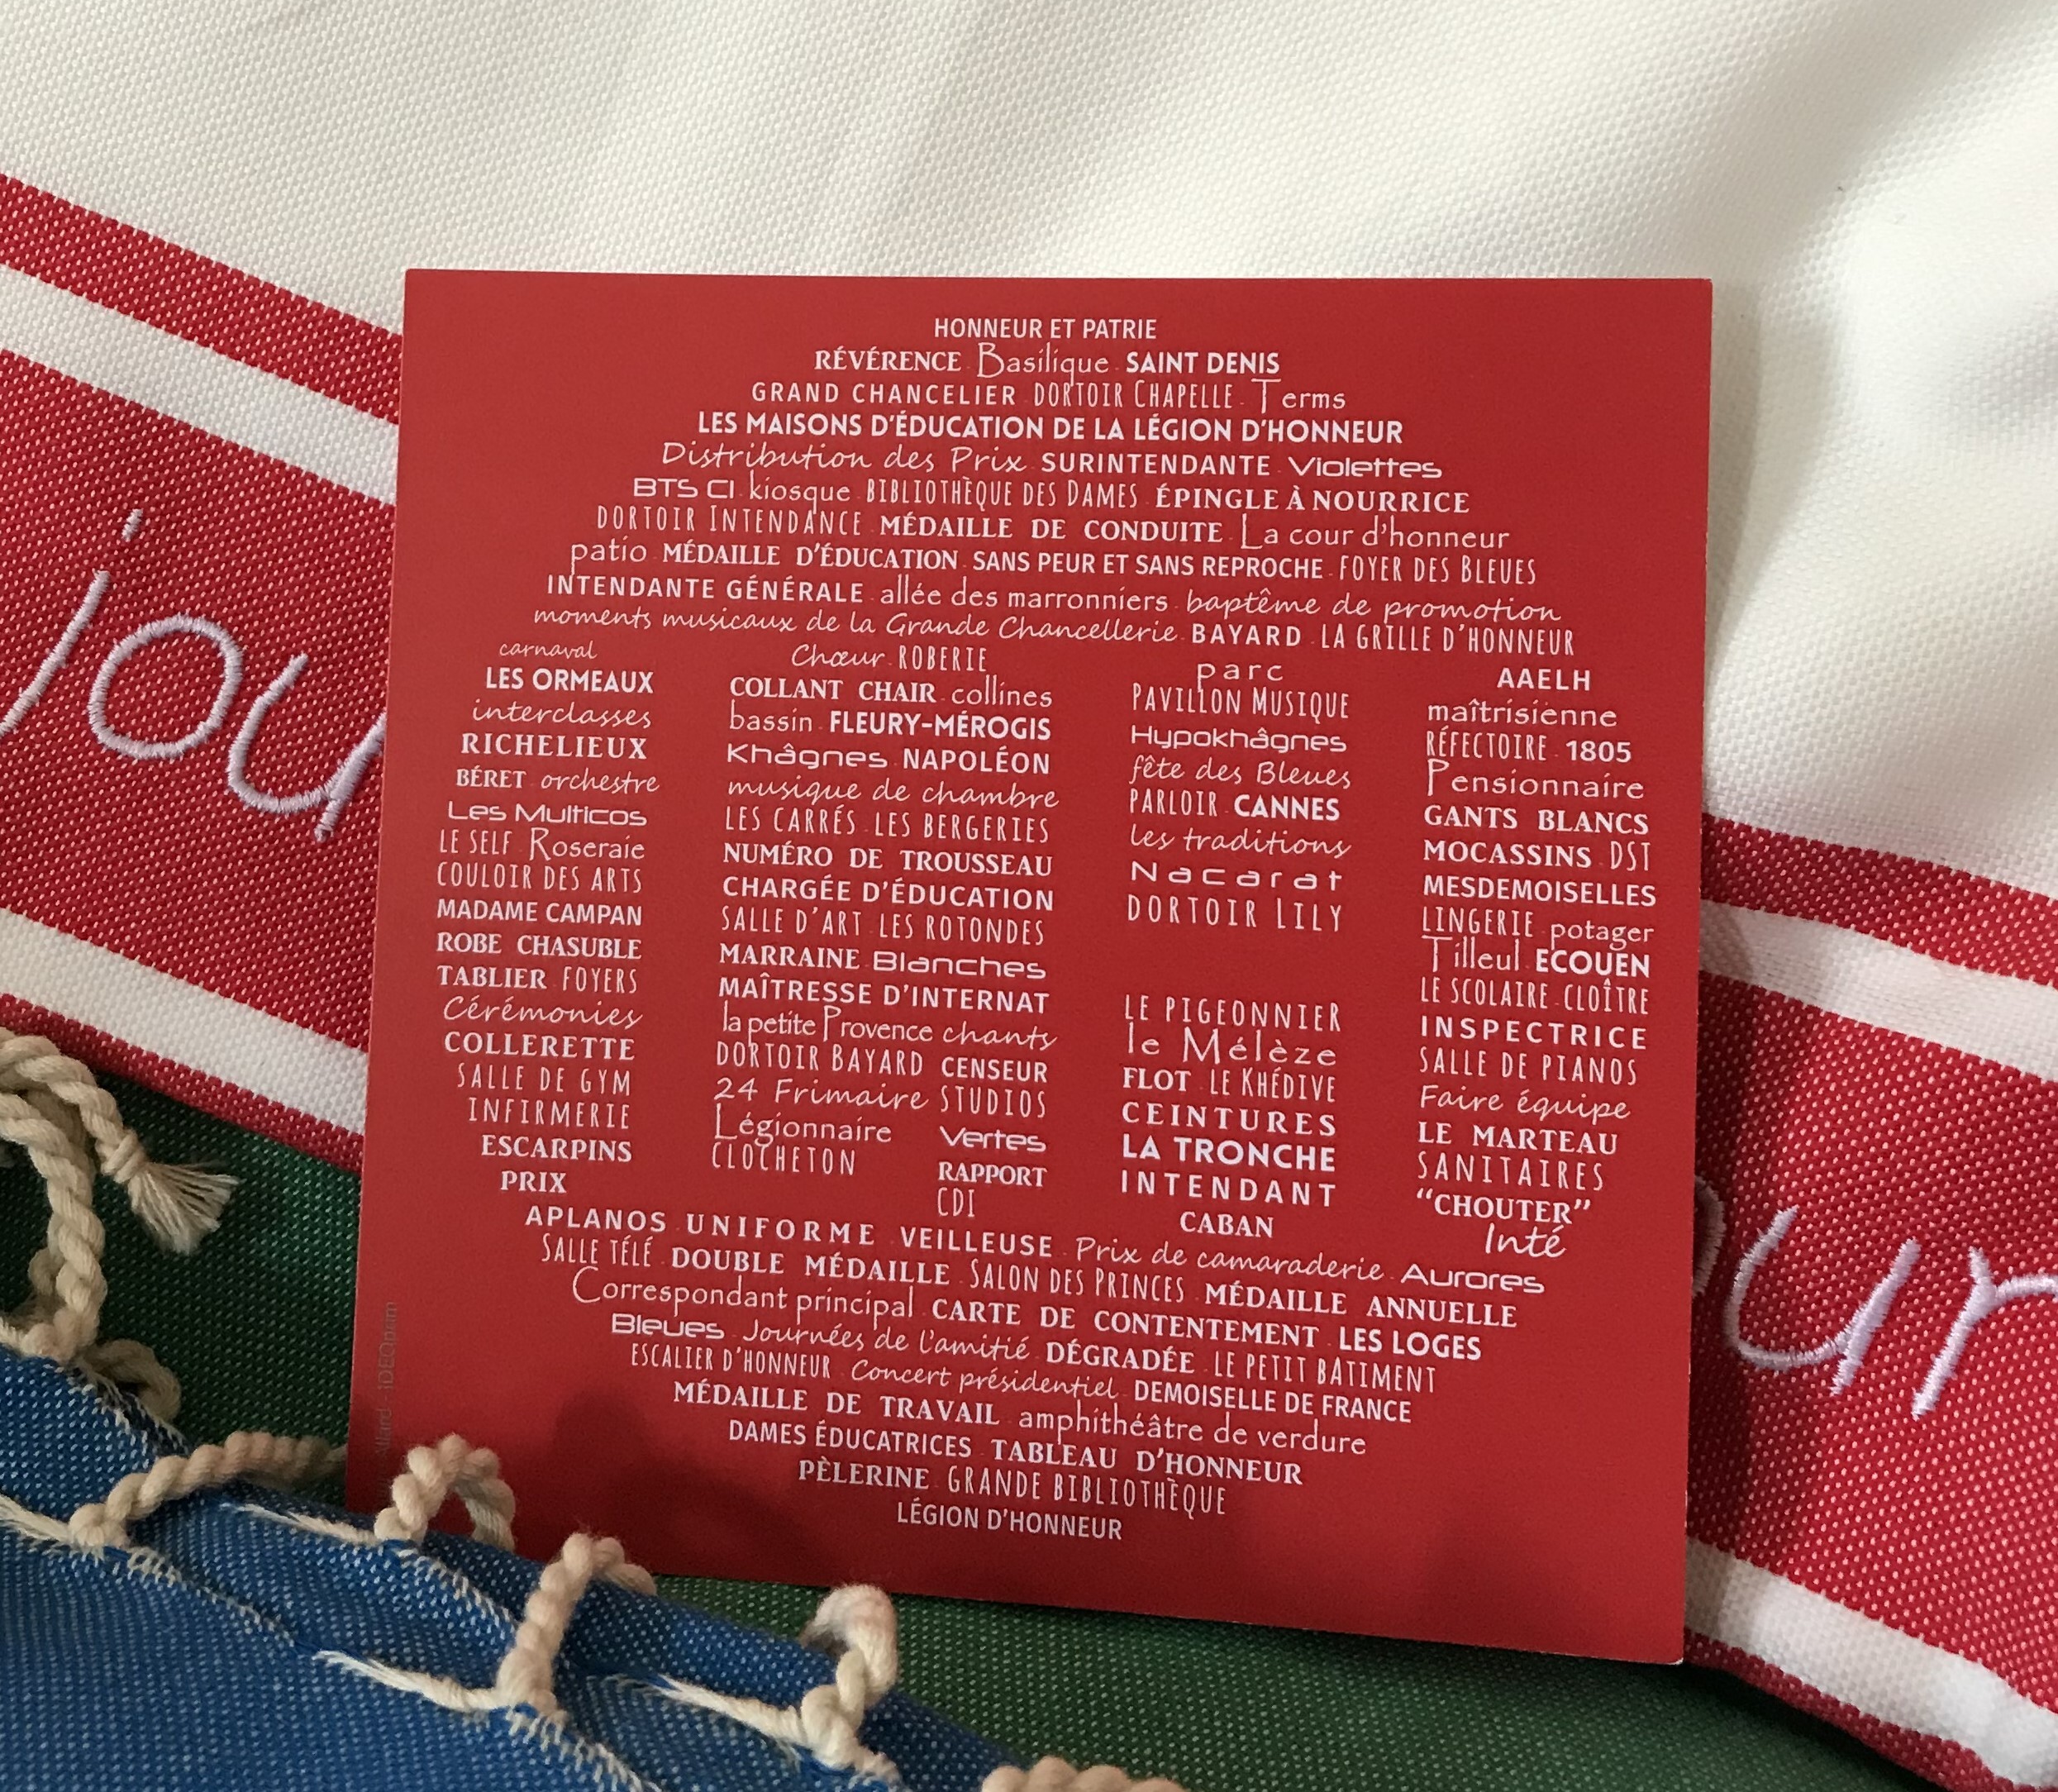 HONNEUR ET PATRIE
RÉVÉRENCE . Basilique . SAINT DENIS
GRAND CHANCELIER . DORTOIR CHAPELLE . Terms
LES MAISONS D'ÉDUCATION DE LA LÉGION D'HONNEUR
Distribution des Prix . SURINTENDANTE . Violettes
BTS CI . kiosque . BIBLIOTHÈQUE DES DAMES . ÉPINGLE À NOURRICE
DORTOIR INTENDANCE . MÉDAILLE DE CONDUITE . La cour d'honneur
patio . MÉDAILLE D'ÉDUCATION . SANS PEUR ET SANS REPROCHE . FOYER DES BLEUES
INTENDANTE GÉNÉRALE . allée des marronniers . baptême de promotion
moments musicaux de la Grande Chancellerie . BAYARD . LA GRILLE D'HONNEUR
carnaval
LES ORMEAUX
interclasses
RICHELIEUX
BÉRET . orchestre
Les Multicos
LE SELF . Roseraie
COULOIR DES ARTS
MADAME CAMPAN
ROBE CHASUBLE
TABLIER . FOYERS
Cérémonies
COLLERETTE
SALLE DE GYM
INFIRMERIE
ESCARPINS
PRIX
Chœur . ROBERIE
COLLANT CHAIR . collines
bassin . FLEURY-MÉROGIS
Khâgnes . NAPOLÉON
musique de chambre
LES CARRÉS . LES BERGERIES
NUMÉRO DE TROUSSEAU
CHARGÉE D'ÉDUCATION
SALLE D'ART . LES ROTONDES
MARRAINE . Blanches
MAÎTRESSE D'INTERNAT
la petite Provence . chants
DORTOIR BAYARD . CENSEUR
24 Frimaire . STUDIOS
Légionnaire Vertes
CLOCHETON RAPPORT
CDI
parc
PAVILLON MUSIQUE
Hypokhâgnes
fête des Bleues
PARLOIR . CANNES
les traditions
Nacarat
DORTOIR LILY
LE PIGEONNIER
le Mélèze
FLOT . LE KHÉDIVE
CEINTURES
LA TRONCHE
INTENDANT
CABAN
AAELH
maîtrisienne
RÉFECTOIRE . 1805
Pensionnaire
GANTS BLANCS
MOCASSINS . DST
MESDEMOISELLES
LINGERIE . potager
Tilleul . ECOUEN
LE SCOLAIRE . CLOÎTRE
INSPECTRICE
SALLE DE PIANOS
Faire équipe
LE MARTEAU
SANITAIRES
“CHOUTER”
Inté
APLANOS . UNIFORME . VEILLEUSE . Prix de camaraderie . Aurores
SALLE TÉLÉ . DOUBLE MÉDAILLE . SALON DES PRINCES . MÉDAILLE ANNUELLE
Correspondant principal . CARTE DE CONTENTEMENT . LES LOGES
Bleues . Journées de l'amitié . DÉGRADÉE . LE PETIT BÂTIMENT
ESCALIER D'HONNEUR . Concert présidentiel . DEMOISELLE DE FRANCE
MÉDAILLE DE TRAVAIL . amphithéâtre de verdure
DAMES ÉDUCATRICES . TABLEAU D'HONNEUR
PÈLERINE . GRANDE BIBLIOTHÈQUE
LÉGION D'HONNEUR
jou
our